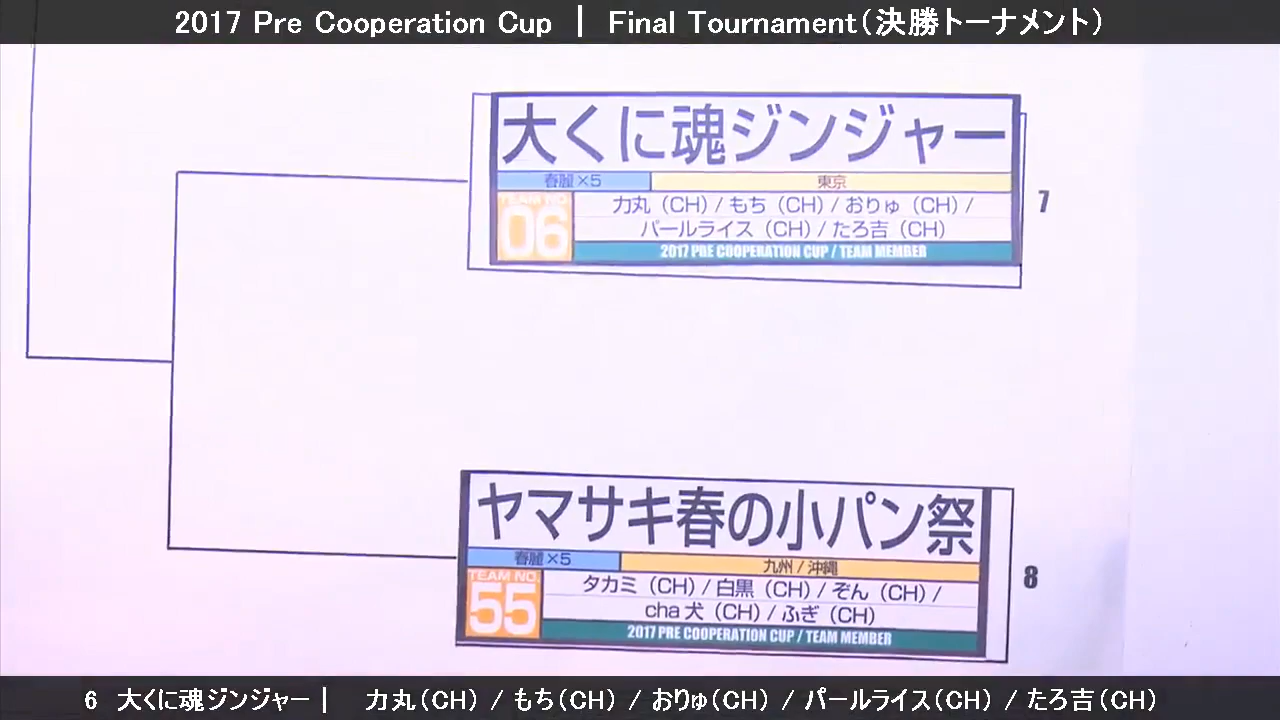 2017 Pre Cooperation Cup | Final Tournament(決勝トーナメント)
大くに魂ジンジャー
春麗×5
東京
TEAM NO.
06
力丸（CH）/ もち（CH）/ おりゅ（CH）/
パールライス（CH）/ たろ吉（CH）
2017 PRE COOPERATION CUP / TEAM MEMBER
7
ヤマサキ春の小パン祭
春麗×5
九州 / 沖縄
TEAM NO.
55
タカミ（CH）/ 白黒（CH）/ ぞん（CH）/
cha犬（CH）/ ふぎ（CH）
2017 PRE COOPERATION CUP / TEAM MEMBER
8
6 大くに魂ジンジャー | 力丸(CH) / もち(CH) / おりゅ(CH) / パールライス(CH) / たろ吉(CH)